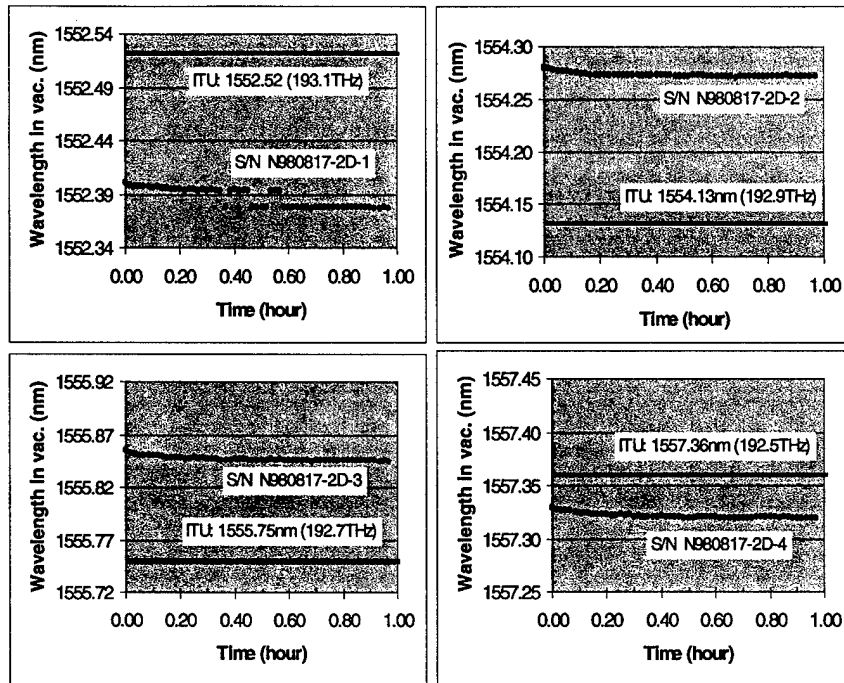 Wavelength in vac. (nm)
1552.54
1552.49
1552.44
1552.39
1552.34
ITU: 1552.52 (193.1THz)
S/N N980817-2D-1
0.00 0.20 0.40 0.60 0.80 1.00
Time (hour)
Wavelength in vac. (nm)
1554.30
1554.25
1554.20
1554.15
1554.10
S/N N980817-2D-2
ITU: 1554.13nm (192.9THz)
0.00 0.20 0.40 0.60 0.80 1.00
Time (hour)
Wavelength in vac. (nm)
1555.92
1555.87
1555.82
1555.77
1555.72
S/N N980817-2D-3
ITU: 1555.75nm (192.7THz)
0.00 0.20 0.40 0.60 0.80 1.00
Time (hour)
Wavelength in vac. (nm)
1557.45
1557.40
1557.35
1557.30
1557.25
ITU: 1557.36nm (192.5THz)
S/N N980817-2D-4
0.00 0.20 0.40 0.60 0.80 1.00
Time (hour)